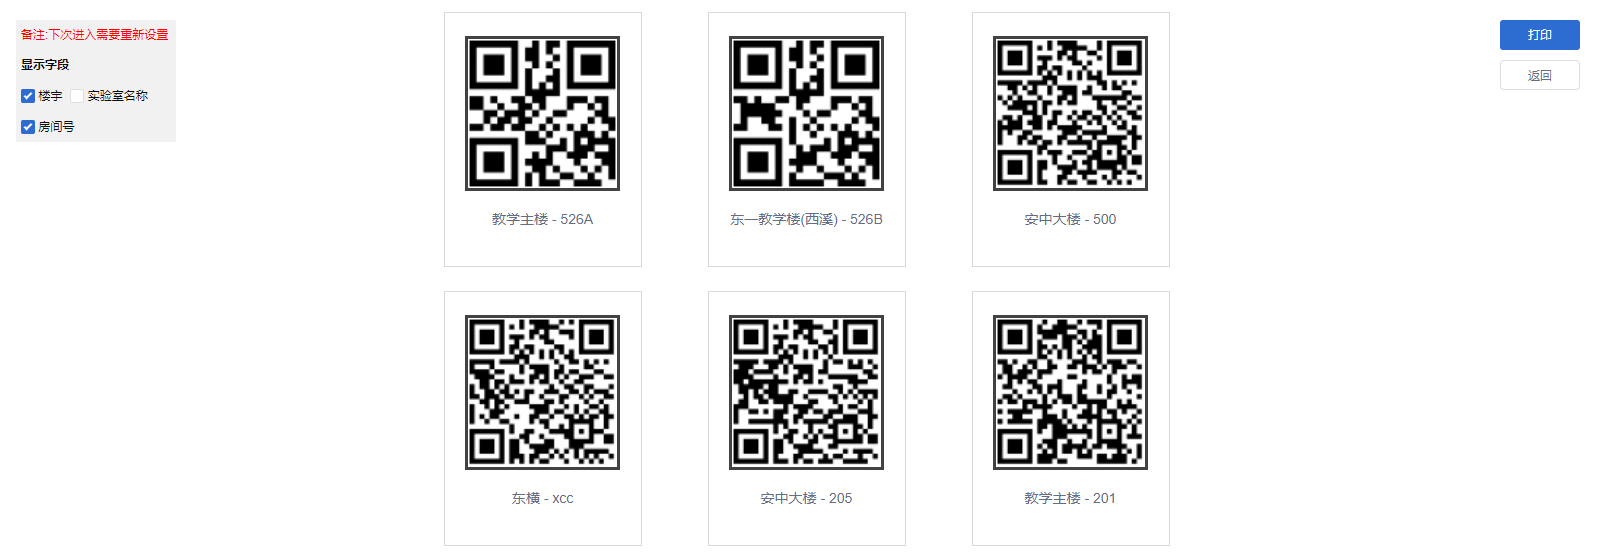 备注:下次进入需要重新设置
显示字段
楼宇 实验室名称
房间号
教学主楼 - 526A
东一教学楼(西溪) - 526B
安中大楼 - 500
东横 - xcc
安中大楼 - 205
教学主楼 - 201
打印
返回